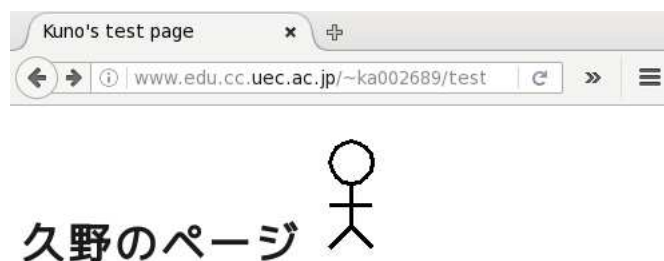 Kuno's test page
www.edu.cc.uec.ac.jp/~ka002689/test
久野のページ